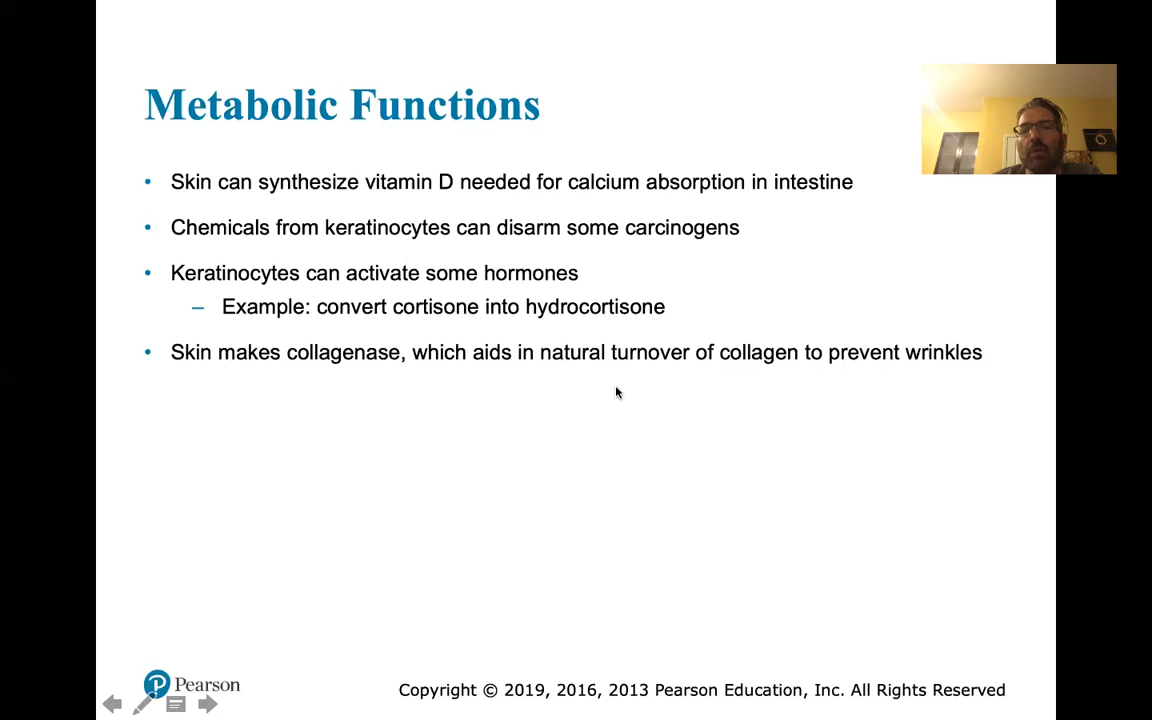 Metabolic Functions
• Skin can synthesize vitamin D needed for calcium absorption in intestine
• Chemicals from keratinocytes can disarm some carcinogens
• Keratinocytes can activate some hormones
– Example: convert cortisone into hydrocortisone
• Skin makes collagenase, which aids in natural turnover of collagen to prevent wrinkles
Pearson
Copyright © 2019, 2016, 2013 Pearson Education, Inc. All Rights Reserved